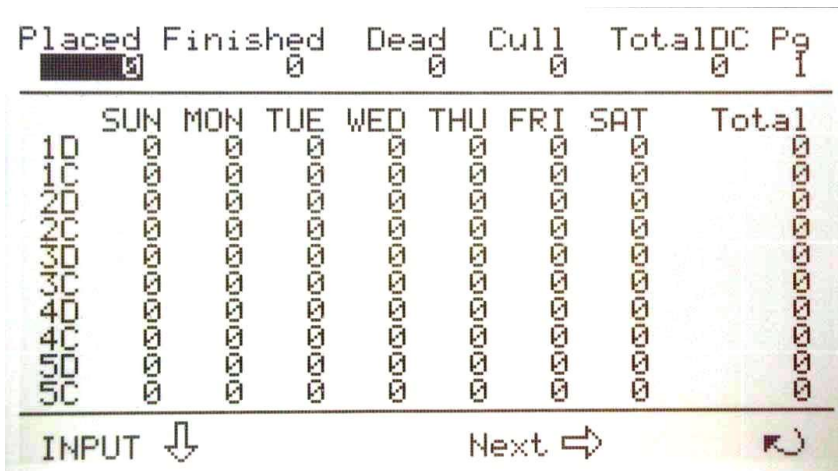 Placed Finished Dead Cull TotalDC Pg
0 0 0 0 0 1
SUN MON TUE WED THU FRI SAT Total
1D 0 0 0 0 0 0 0 0
1C 0 0 0 0 0 0 0 0
2D 0 0 0 0 0 0 0 0
2C 0 0 0 0 0 0 0 0
3D 0 0 0 0 0 0 0 0
3C 0 0 0 0 0 0 0 0
4D 0 0 0 0 0 0 0 0
4C 0 0 0 0 0 0 0 0
5D 0 0 0 0 0 0 0 0
5C 0 0 0 0 0 0 0 0
INPUT Next